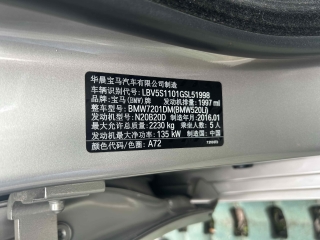 华晨宝马汽车有限公司制造
车辆识别代号: LBV5S1101GSL51998
品牌: 宝马(BMW)牌 发动机排量: 1997 ml
整车型号: BMW7201DM(BMW520Li)
发动机型号: N20B20D 制造年月: 2016.01
最大允许总质量: 2230 kg 乘坐人数: 5人
发动机最大净功率: 135 kW 制造国: 中国
颜色代码/色画: A72